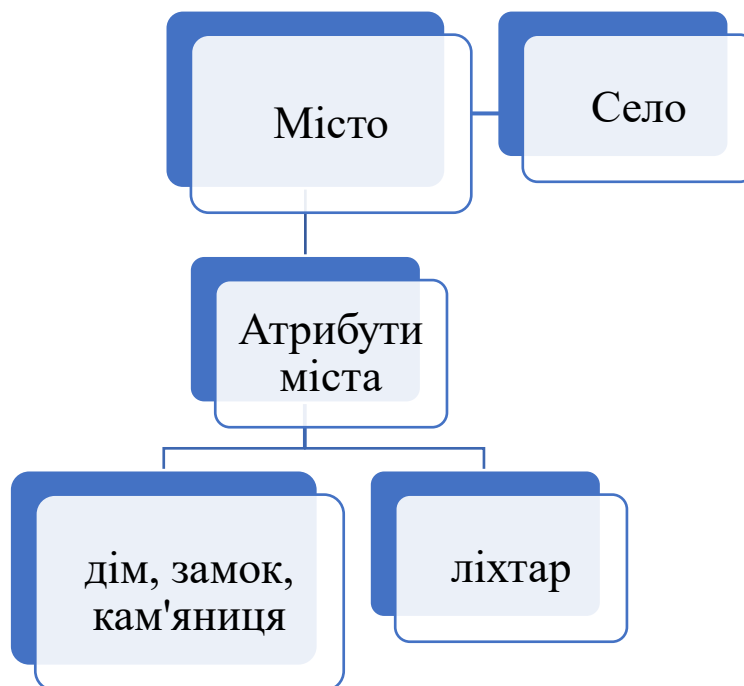 Місто
Село
Атрибути
міста
дім, замок,
кам'яниця
ліхтар